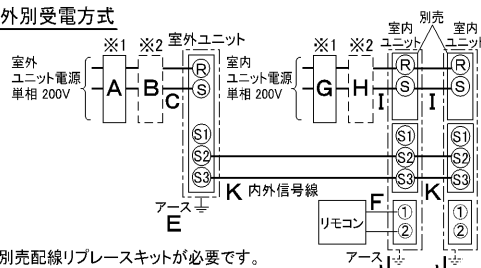 外別受電方式
別売
※1 ※2 室外ユニット ※1 ※2 室内ユニット 室内
室外
ユニット電源
単相 200V
A B C
R
S
S1
S2
S3
アース
E
室内
ユニット電源
単相 200V
G H I I
R
S
S1
S2
S3
R
S
S1
S2
S3
K 内外信号線 K
F
リモコン
①
②
①
②
アース
別売配線リプレースキットが必要です。